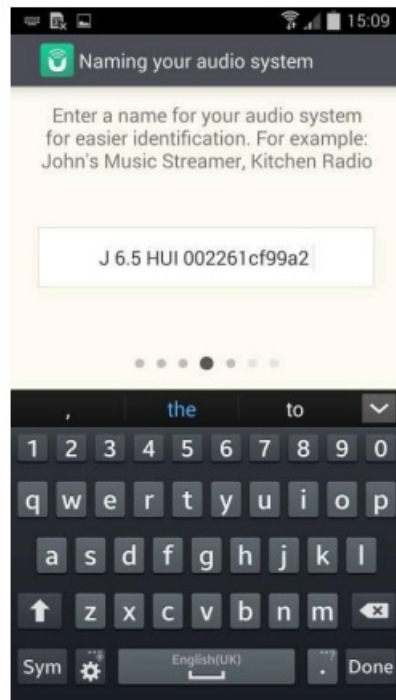 15:09
Naming your audio system
Enter a name for your audio system
for easier identification. For example:
John's Music Streamer, Kitchen Radio
J 6.5 HUI 002261cf99a2
, the to
1 2 3 4 5 6 7 8 9 0
q w e r t y u i o p
a s d f g h j k l
z x c v b n m
Sym English(UK) . Done